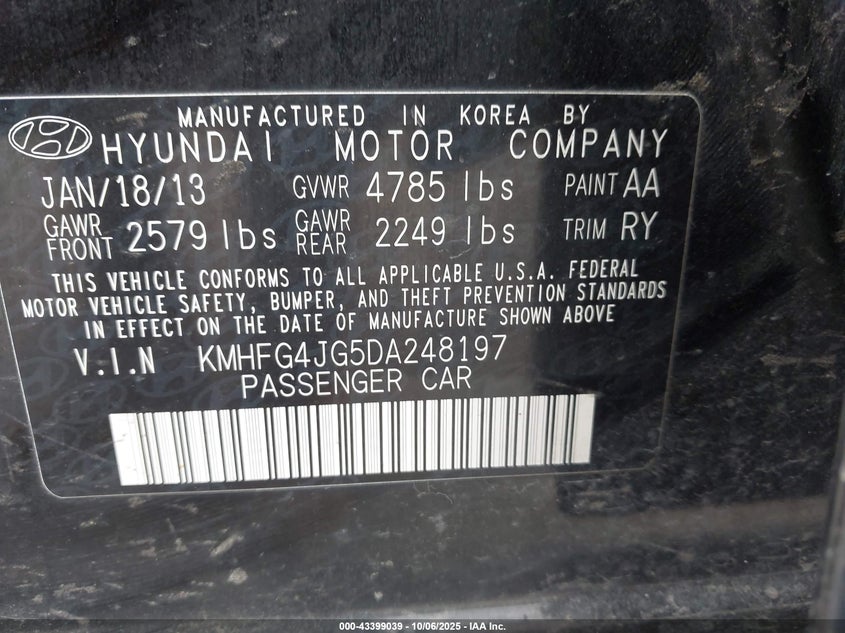 MANUFACTURED IN KOREA BY
HYUNDAI MOTOR COMPANY
JAN/18/13 GVWR 4785 lbs PAINT AA
GAWR FRONT 2579 lbs GAWR REAR 2249 lbs TRIM RY
THIS VEHICLE CONFORMS TO ALL APPLICABLE U.S.A. FEDERAL
MOTOR VEHICLE SAFETY, BUMPER, AND THEFT PREVENTION STANDARDS
IN EFFECT ON THE DATE OF MANUFACTURE SHOWN ABOVE
V.I.N KMHFG4JG5DA248197
PASSENGER CAR
000-43399039 - 10/06/2025 - IAA Inc.